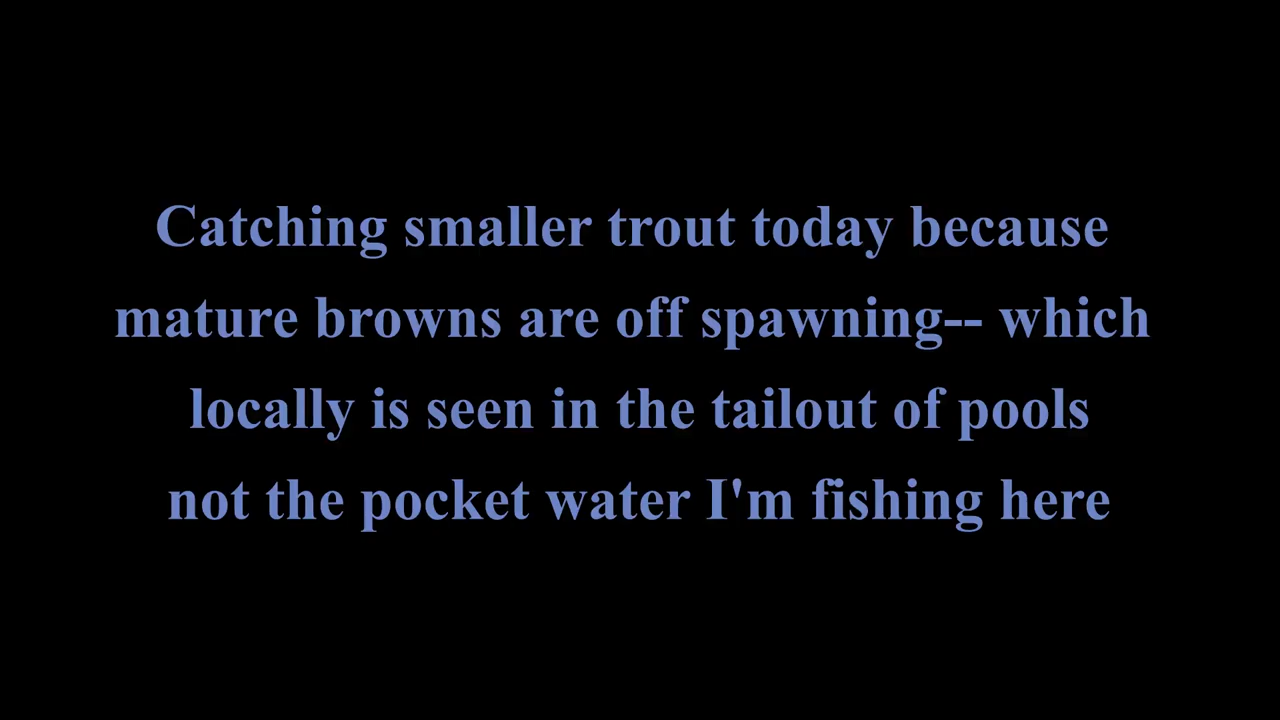 Catching smaller trout today because
mature browns are off spawning-- which
locally is seen in the tailout of pools
not the pocket water I'm fishing here